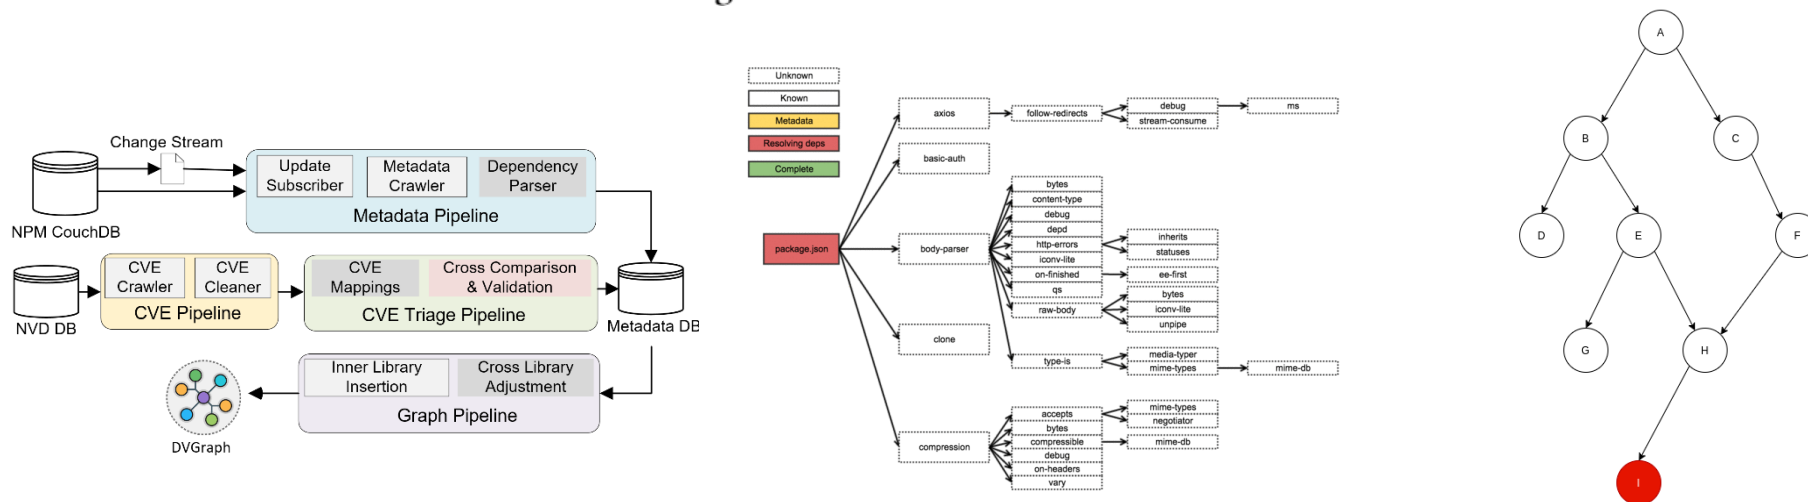 g
Change Stream
Update
Subscriber
Metadata
Crawler
Dependency
Parser
Metadata Pipeline
NPM CouchDB
CVE
Crawler
CVE
Cleaner
CVE Pipeline
CVE
Mappings
Cross Comparison
& Validation
CVE Triage Pipeline
NVD DB
Metadata DB
Inner Library
Insertion
Cross Library
Adjustment
Graph Pipeline
DVGraph
Unknown
Known
Metadata
Resolving deps
Complete
package.json
axios
follow-redirects
debug
stream-consume
ms
basic-auth
body-parser
bytes
content-type
debug
depd
http-errors
iconv-lite
on-finished
qs
raw-body
type-is
inherits
statuses
ee-first
bytes
iconv-lite
unpipe
media-typer
mime-types
mime-db
clone
compression
accepts
bytes
compressible
debug
on-headers
vary
mime-types
negotiator
mime-db
A
B
C
D
E
F
G
H
I